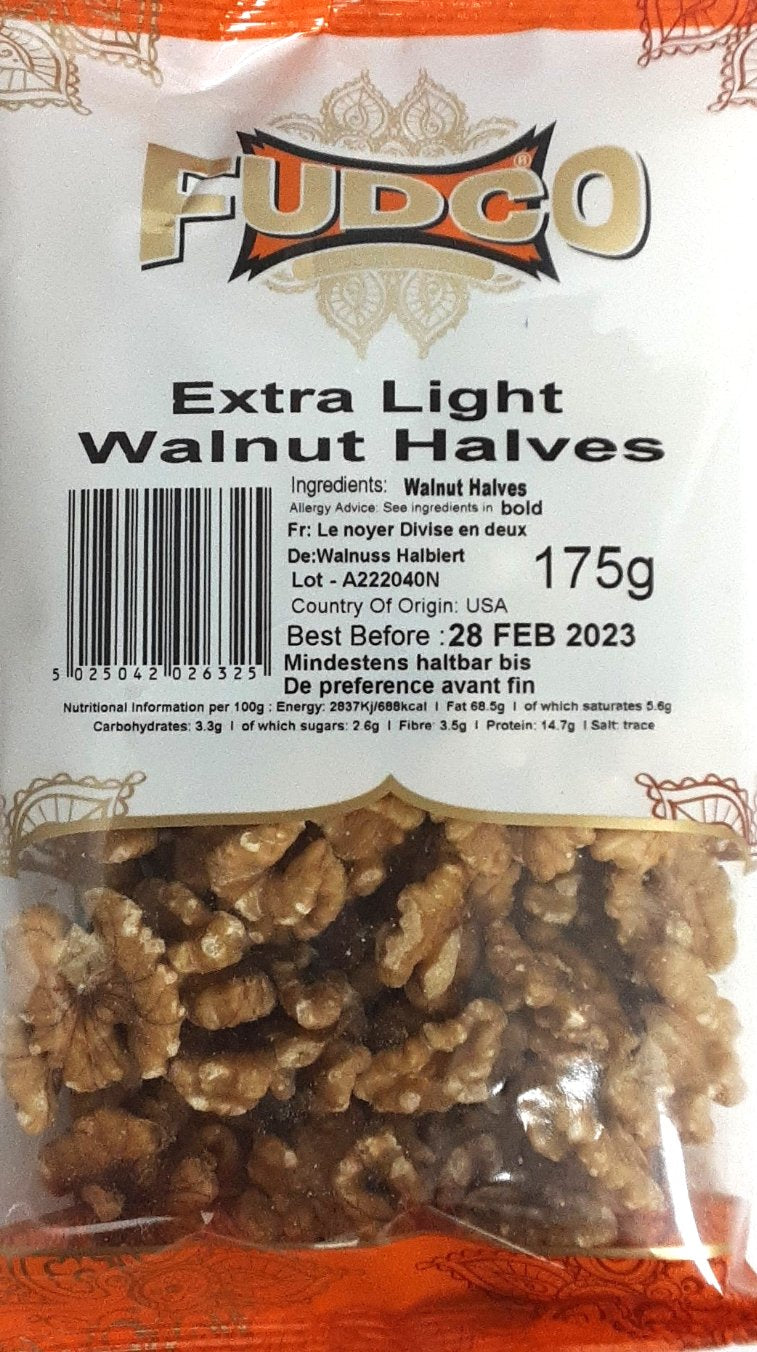 FUDCO®
Extra Light
Walnut Halves
Ingredients: Walnut Halves
Allergy Advice: See ingredients in bold
Fr: Le noyer Divise en deux
De:Walnuss Halbiert
175g
Lot - A222040N
Country Of Origin: USA
Best Before : 28 FEB 2023
Mindestens haltbar bis
De preference avant fin
5 025042 026325
Nutritional Information per 100g : Energy: 2837Kj/688kcal I Fat 68.5g I of which saturates 5.6g
Carbohydrates: 3.3g I of which sugars: 2.6g I Fibre: 3.5g I Protein: 14.7g I Salt: trace